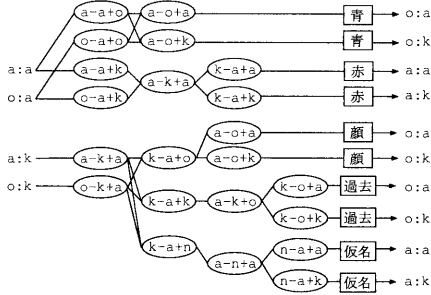 a-a+o a-o+a 青 o:a
o-a+o a-o+k 青 o:k
a:a a-a+k k-a+a 赤 a:a
a-k+a
o:a o-a+k k-a+k 赤 a:k
a-o+a 顔 o:a
a:k a-k+a k-a+o a-o+k 顔 o:k
o:k o-k+a k-o+a 過去 o:a
k-a+k a-k+o
k-o+k 過去 o:k
k-a+n n-a+a 仮名 a:a
a-n+a
n-a+k 仮名 a:k